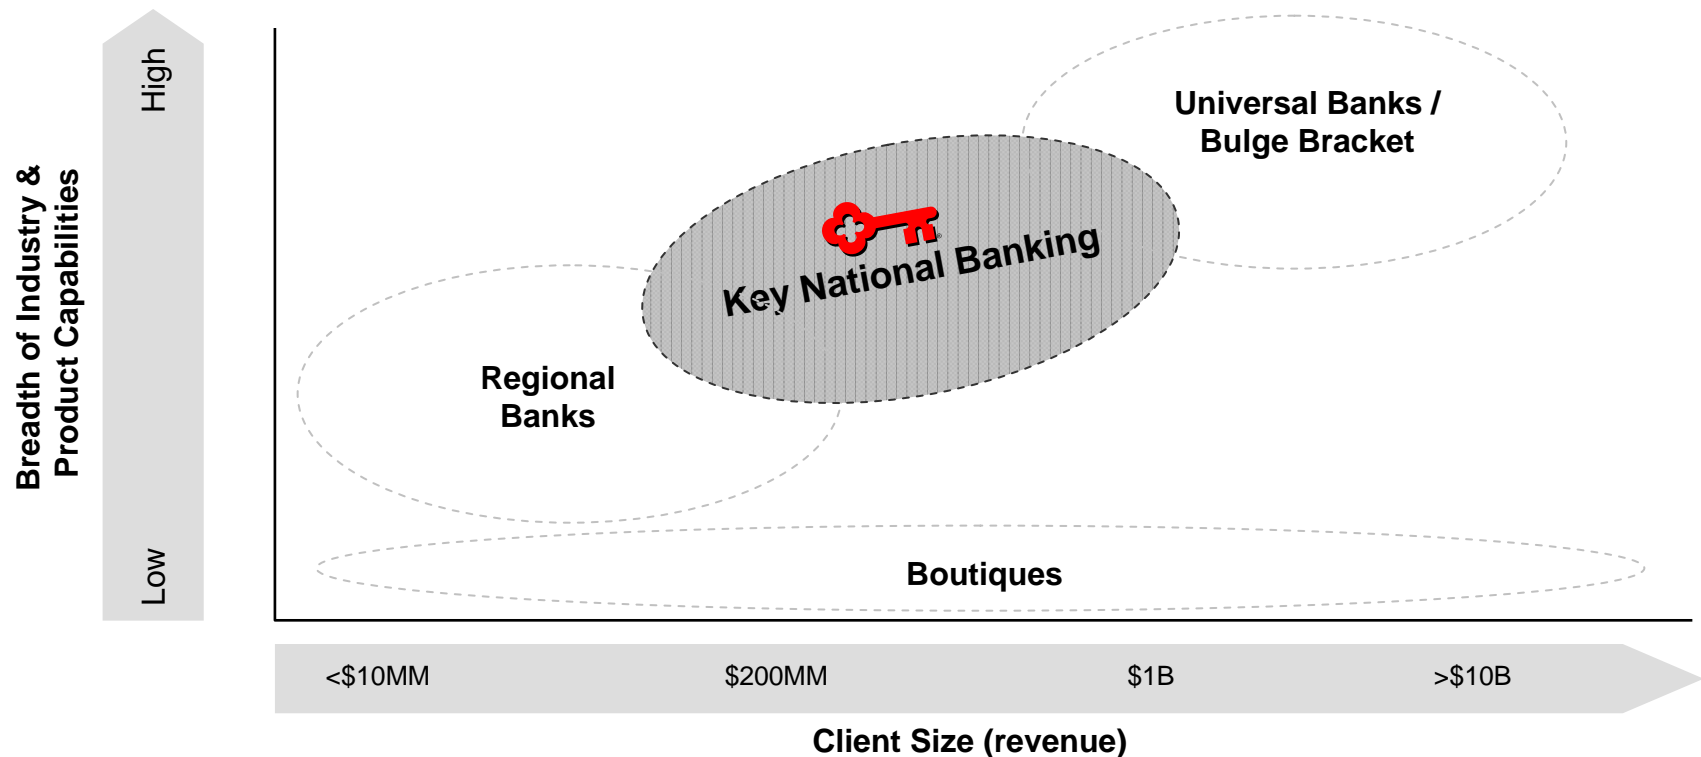 High
Universal Banks /
Bulge Bracket
Breadth of Industry &
Product Capabilities
Key National Banking
Regional
Banks
Low
Boutiques
<$10MM
$200MM
$1B
>$10B
Client Size (revenue)